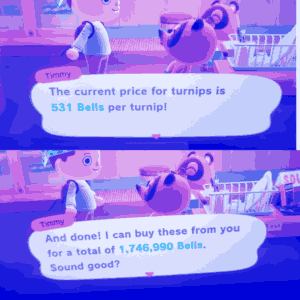 Timmy
The current price for turnips is
531 Bells per turnip!
Timmy
And done! I can buy these from you
for a total of 1,746,990 Bells.
Sound good?